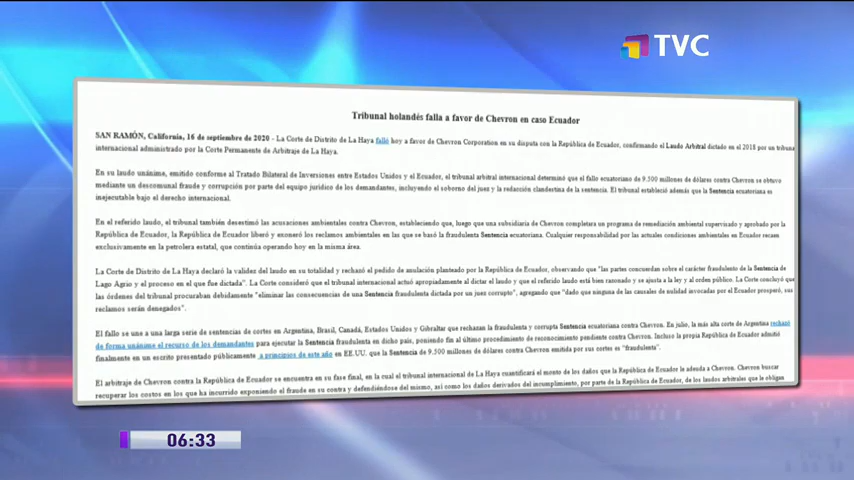 TVC
Tribunal holandés falla a favor de Chevron en caso Ecuador
SAN RAMÓN, California, 16 de septiembre de 2020 - La Corte de Distrito de La Haya falló hoy a favor de Chevron Corporation en su disputa con la República de Ecuador, confirmando el Laudo Arbitral dictado en el 2018 por un tribuna
internacional administrado por la Corte Permanente de Arbitraje de La Haya.
En su laudo unánime, emitido conforme al Tratado Bilateral de Inversiones entre Estados Unidos y el Ecuador, el tribunal arbitral internacional determinó que el fallo ecuatoriano de 9,500 millones de dólares contra Chevron se obtuvo
mediante un descomunal fraude y corrupción por parte del equipo jurídico de los demandantes, incluyendo el soborno del juez y la redacción clandestina de la sentencia. El tribunal estableció además que la Sentencia ecuatoriana es
inejecutable bajo el derecho internacional.
En el referido laudo, el tribunal también desestimó las acusaciones ambientales contra Chevron, estableciendo que, luego que una subsidiaria de Chevron completara un programa de remediación ambiental supervisado y aprobado por la
República de Ecuador, la República de Ecuador liberó y exoneró los reclamos ambientales en las que se basó la fraudulenta Sentencia ecuatoriana. Cualquier responsabilidad por las actuales condiciones ambientales en Ecuador recaen
exclusivamente en la petrolera estatal, que continúa operando hoy en la misma área.
La Corte de Distrito de La Haya declaró la validez del laudo en su totalidad y rechazó el pedido de anulación planteado por la República de Ecuador, observando que "las partes concuerdan sobre el carácter fraudulento de la Sentencia de
Lago Agrio y el proceso en el que fue dictada". La Corte consideró que el tribunal internacional actuó apropiadamente al dictar el laudo y que el referido laudo está bien razonado y se ajusta a la ley y al orden público. La Corte concluyó que
las órdenes del tribunal procuraban debidamente "eliminar las consecuencias de una Sentencia fraudulenta dictada por un juez corrupto", agregando que "dado que ninguna de las causales de nulidad invocadas por el Ecuador prosperó, sus
reclamos serán denegados".
El fallo se une a una larga serie de sentencias de cortes en Argentina, Brasil, Canadá, Estados Unidos y Gibraltar que rechazan la fraudulenta y corrupta Sentencia ecuatoriana contra Chevron. En julio, la más alta corte de Argentina rechazó
de forma unánime el recurso de los demandantes para ejecutar la Sentencia fraudulenta en dicho país, poniendo fin al último procedimiento de reconocimiento pendiente contra Chevron. Incluso la propia República de Ecuador admitió
finalmente en un escrito presentado públicamente a principios de este año en EE.UU. que la Sentencia de 9,500 millones de dólares contra Chevron emitida por sus cortes es "fraudulenta".
El arbitraje de Chevron contra la República de Ecuador se encuentra en su fase final, en la cual el tribunal internacional de La Haya cuantificará el monto de los daños que la República de Ecuador le adeuda a Chevron. Chevron buscar
recuperar los costos en los que ha incurrido exponiendo el fraude en su contra y defendiéndose del mismo, así como los daños derivados del incumplimiento, por parte de la República de Ecuador, de los laudos arbitrales que le obligan
06:33